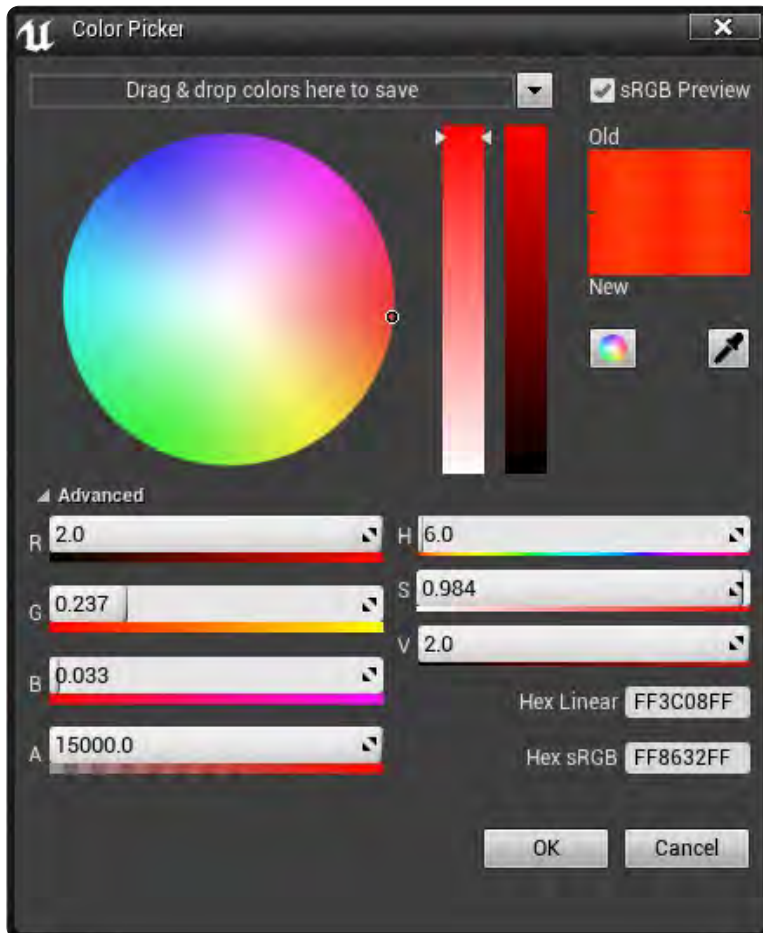 Color Picker
Drag & drop colors here to save
sRGB Preview
Old
New
Advanced
R 2.0
G 0.237
B 0.033
A 15000.0
H 6.0
S 0.984
V 2.0
Hex Linear FF3C08FF
Hex sRGB FF8632FF
OK Cancel